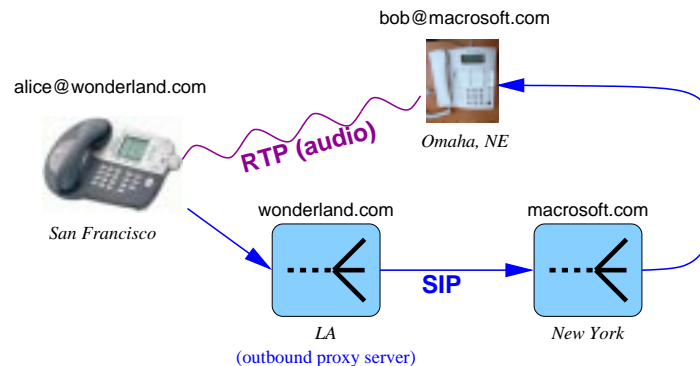 bob@macrosoft.com
alice@wonderland.com
RTP (audio)
Omaha, NE
San Francisco
wonderland.com
macrosoft.com
SIP
LA
New York
(outbound proxy server)